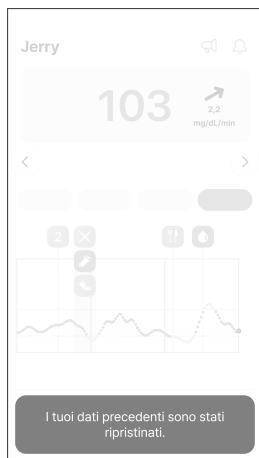 Jerry
103
2,2
mg/dL/min
2
I tuoi dati precedenti sono stati
ripristinati.